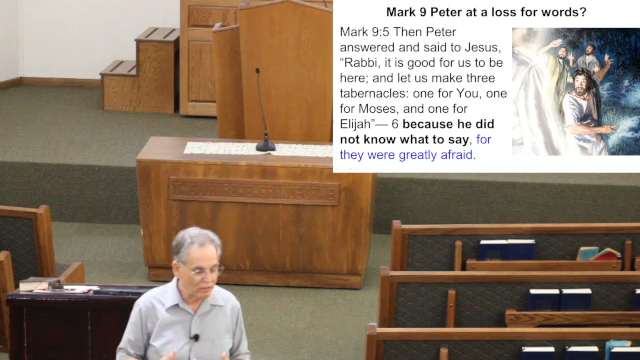 Mark 9 Peter at a loss for words?
Mark 9:5 Then Peter
answered and said to Jesus,
“Rabbi, it is good for us to be
here; and let us make three
tabernacles: one for You, one
for Moses, and one for
Elijah”— 6 because he did
not know what to say, for
they were greatly afraid.